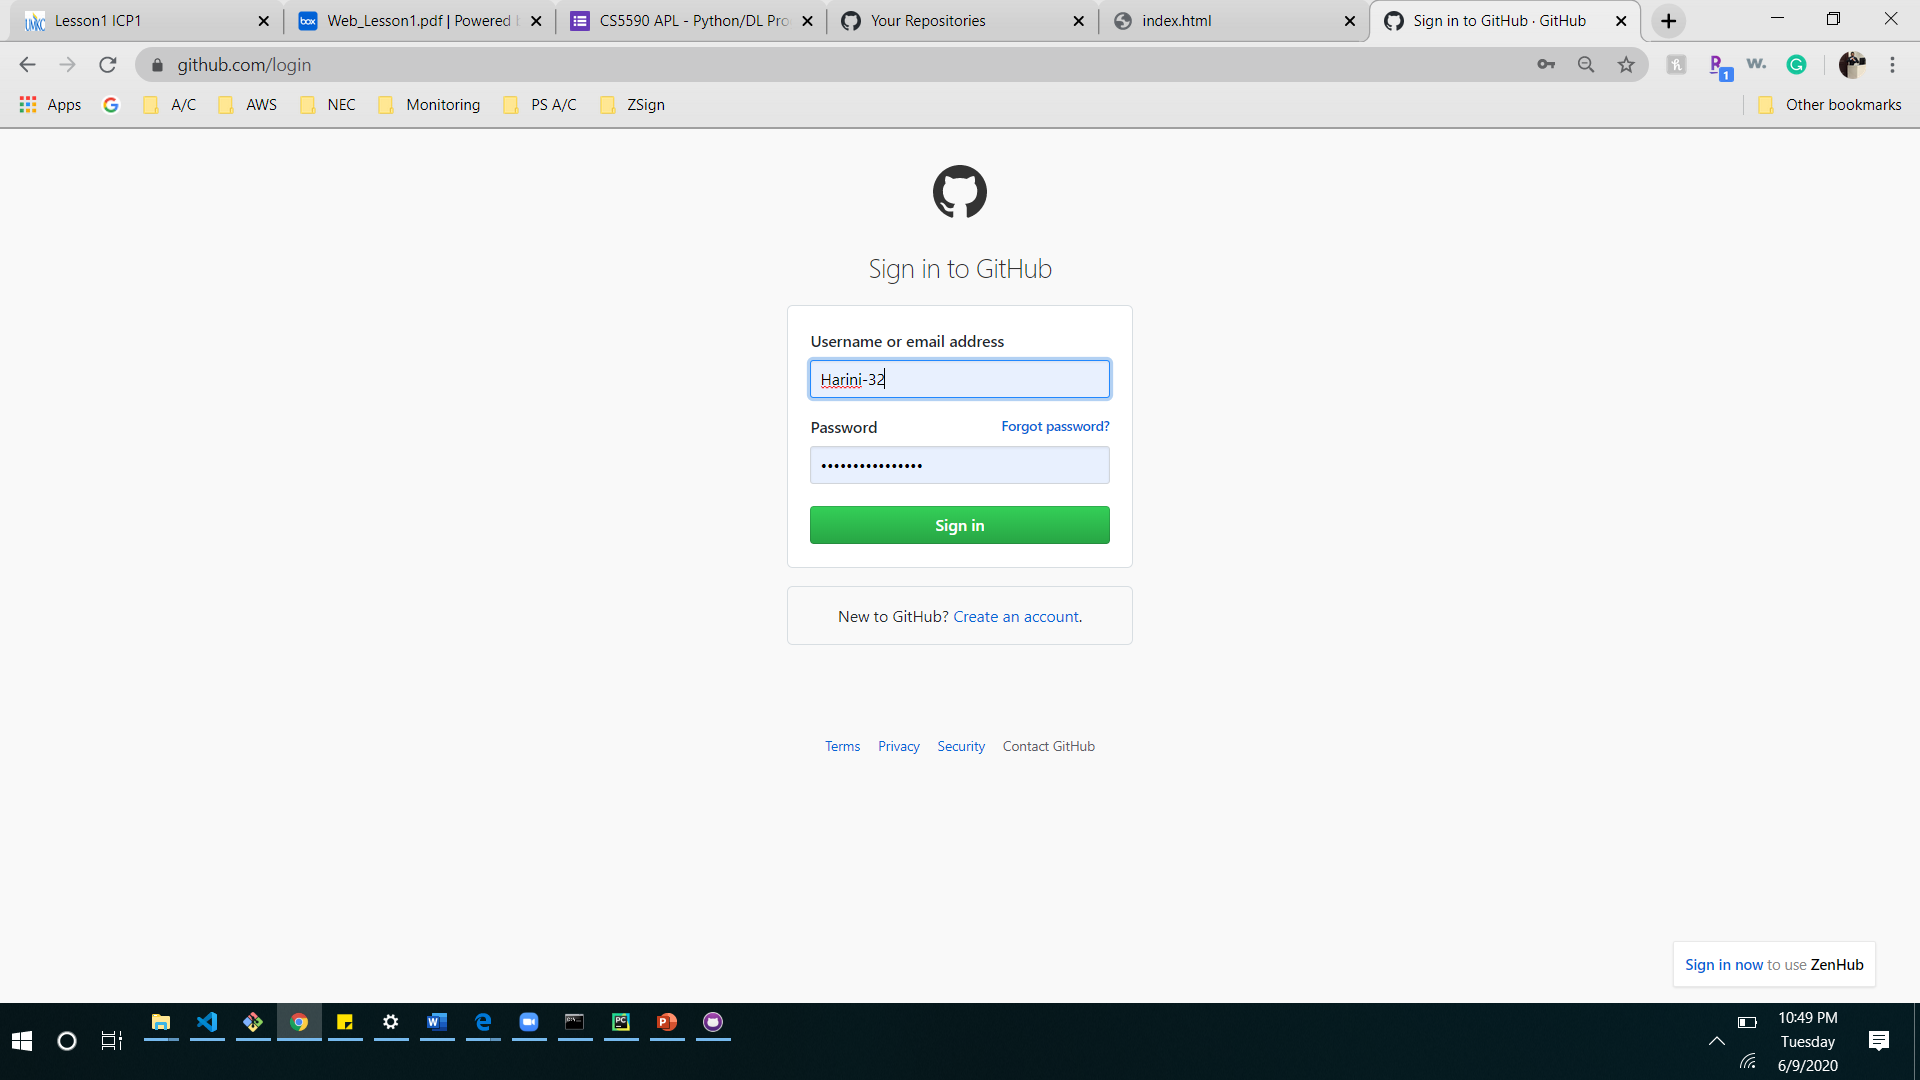 Lesson1 ICP1
Web_Lesson1.pdf | Powered
CS5590 APL - Python/DL Pro
Your Repositories
index.html
Sign in to GitHub · GitHub
github.com/login
1
Apps
A/C
AWS
NEC
Monitoring
PS A/C
ZSign
Other bookmarks
Sign in to GitHub
Username or email address
Harini-32
Password Forgot password?
••••••••••••••••
Sign in
New to GitHub? Create an account.
Terms Privacy Security Contact GitHub
Sign in now to use ZenHub
10:49 PM
Tuesday
6/9/2020